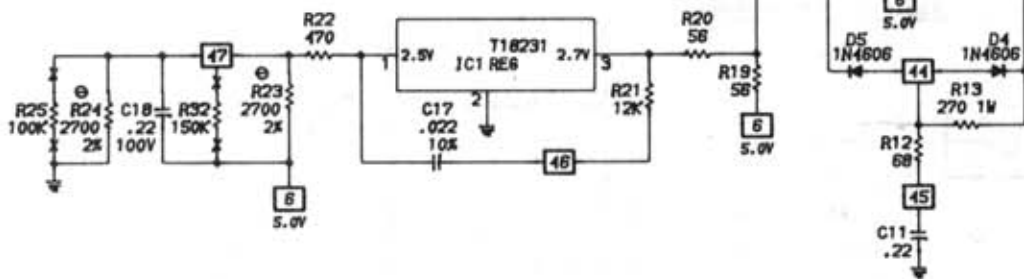 R22
470
47
R25
100K
R24
2700
2%
C18
.22
100V
R32
150K
R23
2700
2%
6
5.0V
1
2.5V
T18231
IC1 REG
2.7V
3
2
C17
.022
10%
46
R21
12K
R20
56
R19
56
6
5.0V
6
5.0V
D5
1N4606
44
D4
1N4606
R13
270 1W
R12
68
45
C11
.22